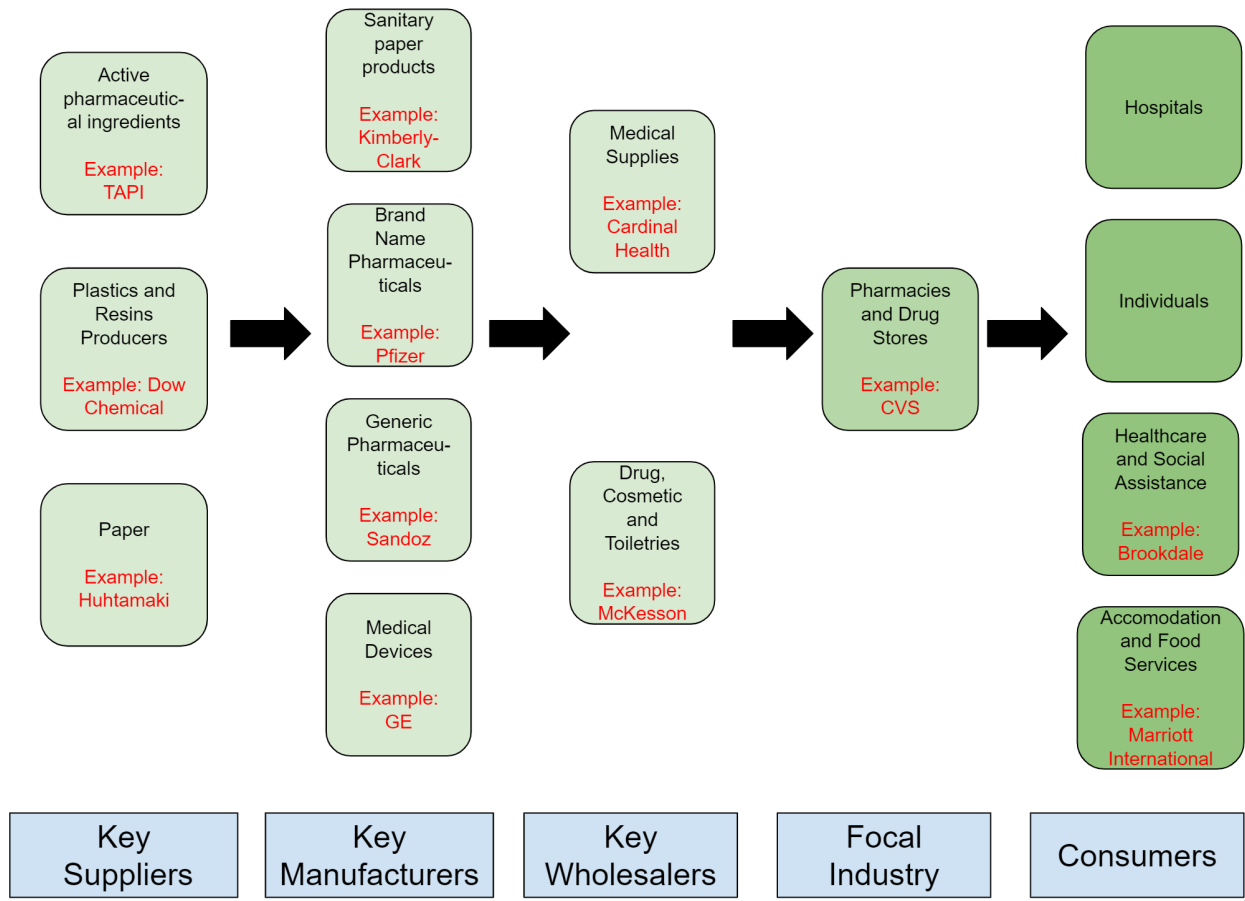 Active
pharmaceutic-
al ingredients
Example:
TAPI
Plastics and
Resins
Producers
Example: Dow
Chemical
Paper
Example:
Huhtamaki
Sanitary
paper
products
Example:
Kimberly-
Clark
Brand
Name
Pharmaceu-
ticals
Example:
Pfizer
Generic
Pharmaceu-
ticals
Example:
Sandoz
Medical
Devices
Example:
GE
Medical
Supplies
Example:
Cardinal
Health
Drug,
Cosmetic
and
Toiletries
Example:
McKesson
Pharmacies
and Drug
Stores
Example:
CVS
Hospitals
Individuals
Healthcare
and Social
Assistance
Example:
Brookdale
Accomodation
and Food
Services
Example:
Marriott
International
Key
Suppliers
Key
Manufacturers
Key
Wholesalers
Focal
Industry
Consumers